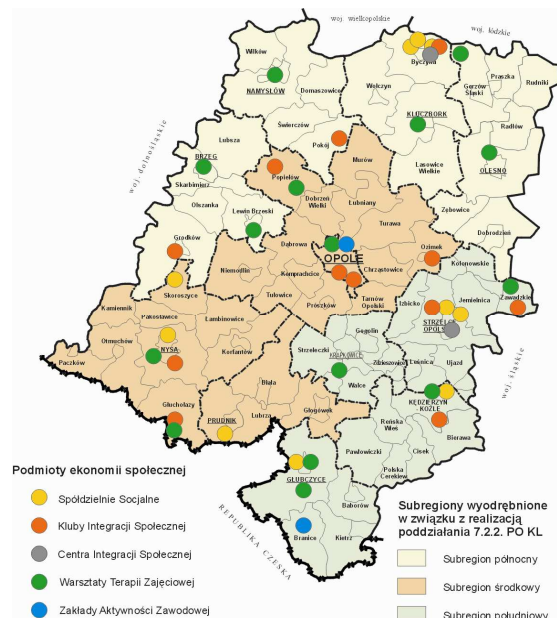 woj. wielkopolskie
woj. łódzkie
Wilków
Byczyna
Praszka
Domaszowice
Wołczyn
Gorzów Śląski
Rudniki
NAMYSŁÓW
KLUCZBORK
Świerczów
Radłów
Lubsza
Pokój
woj. dolnośląskie
BRZEG
Murów
Lasowice Wielkie
OLESNO
Skarbimierz
Popielów
Olszanka
Dobrzeń Wielki
Łubniany
Zębowice
Lewin Brzeski
Turawa
Dobrodzień
Grodków
Dąbrowa
OPOLE
Ozimek
Kolonowskie
Niemodlin
Komprachcice
Chrząstowice
Skoroszyce
Tułowice
Prószków
Tarnów Opolski
Izbicko
Jemielnica
Zawadzkie
Kamiennik
Pakosławice
Łambinowice
Gogolin
STRZELCE OPOLSKIE
Otmuchów
NYSA
Strzeleczki
KRAPKOWICE
Zdzieszowice
Leśnica
Ujazd
woj. śląskie
Paczków
Korfantów
Walce
Biała
KĘDZIERZYN KOŹLE
Głuchołazy
Głogówek
PRUDNIK
Lubrza
Reńska Wieś
Bierawa
Pawłowiczki
Cisek
Polska Cerekiew
GŁUBCZYCE
Baborów
REPUBLIKA CZESKA
Branice
Kietrz
Podmioty ekonomii społecznej
Spółdzielnie Socjalne
Kluby Integracji Społecznej
Centra Integracji Społecznej
Warsztaty Terapii Zajęciowej
Zakłady Aktywności Zawodowej
Subregiony wyodrębnione
w związku z realizacją
poddziałania 7.2.2. PO KL
Subregion północny
Subregion środkowy
Subregion południowy